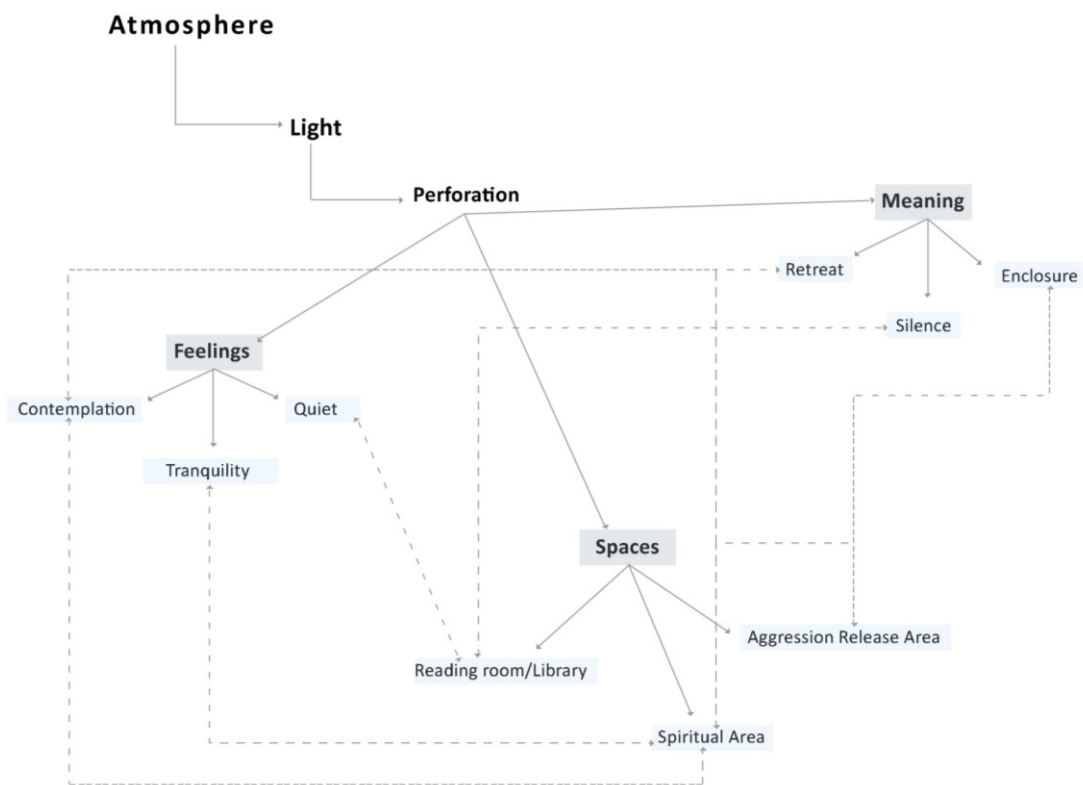 Atmosphere
Light
Perforation
Meaning
Retreat
Enclosure
Silence
Feelings
Contemplation
Quiet
Tranquility
Spaces
Aggression Release Area
Reading room/Library
Spiritual Area